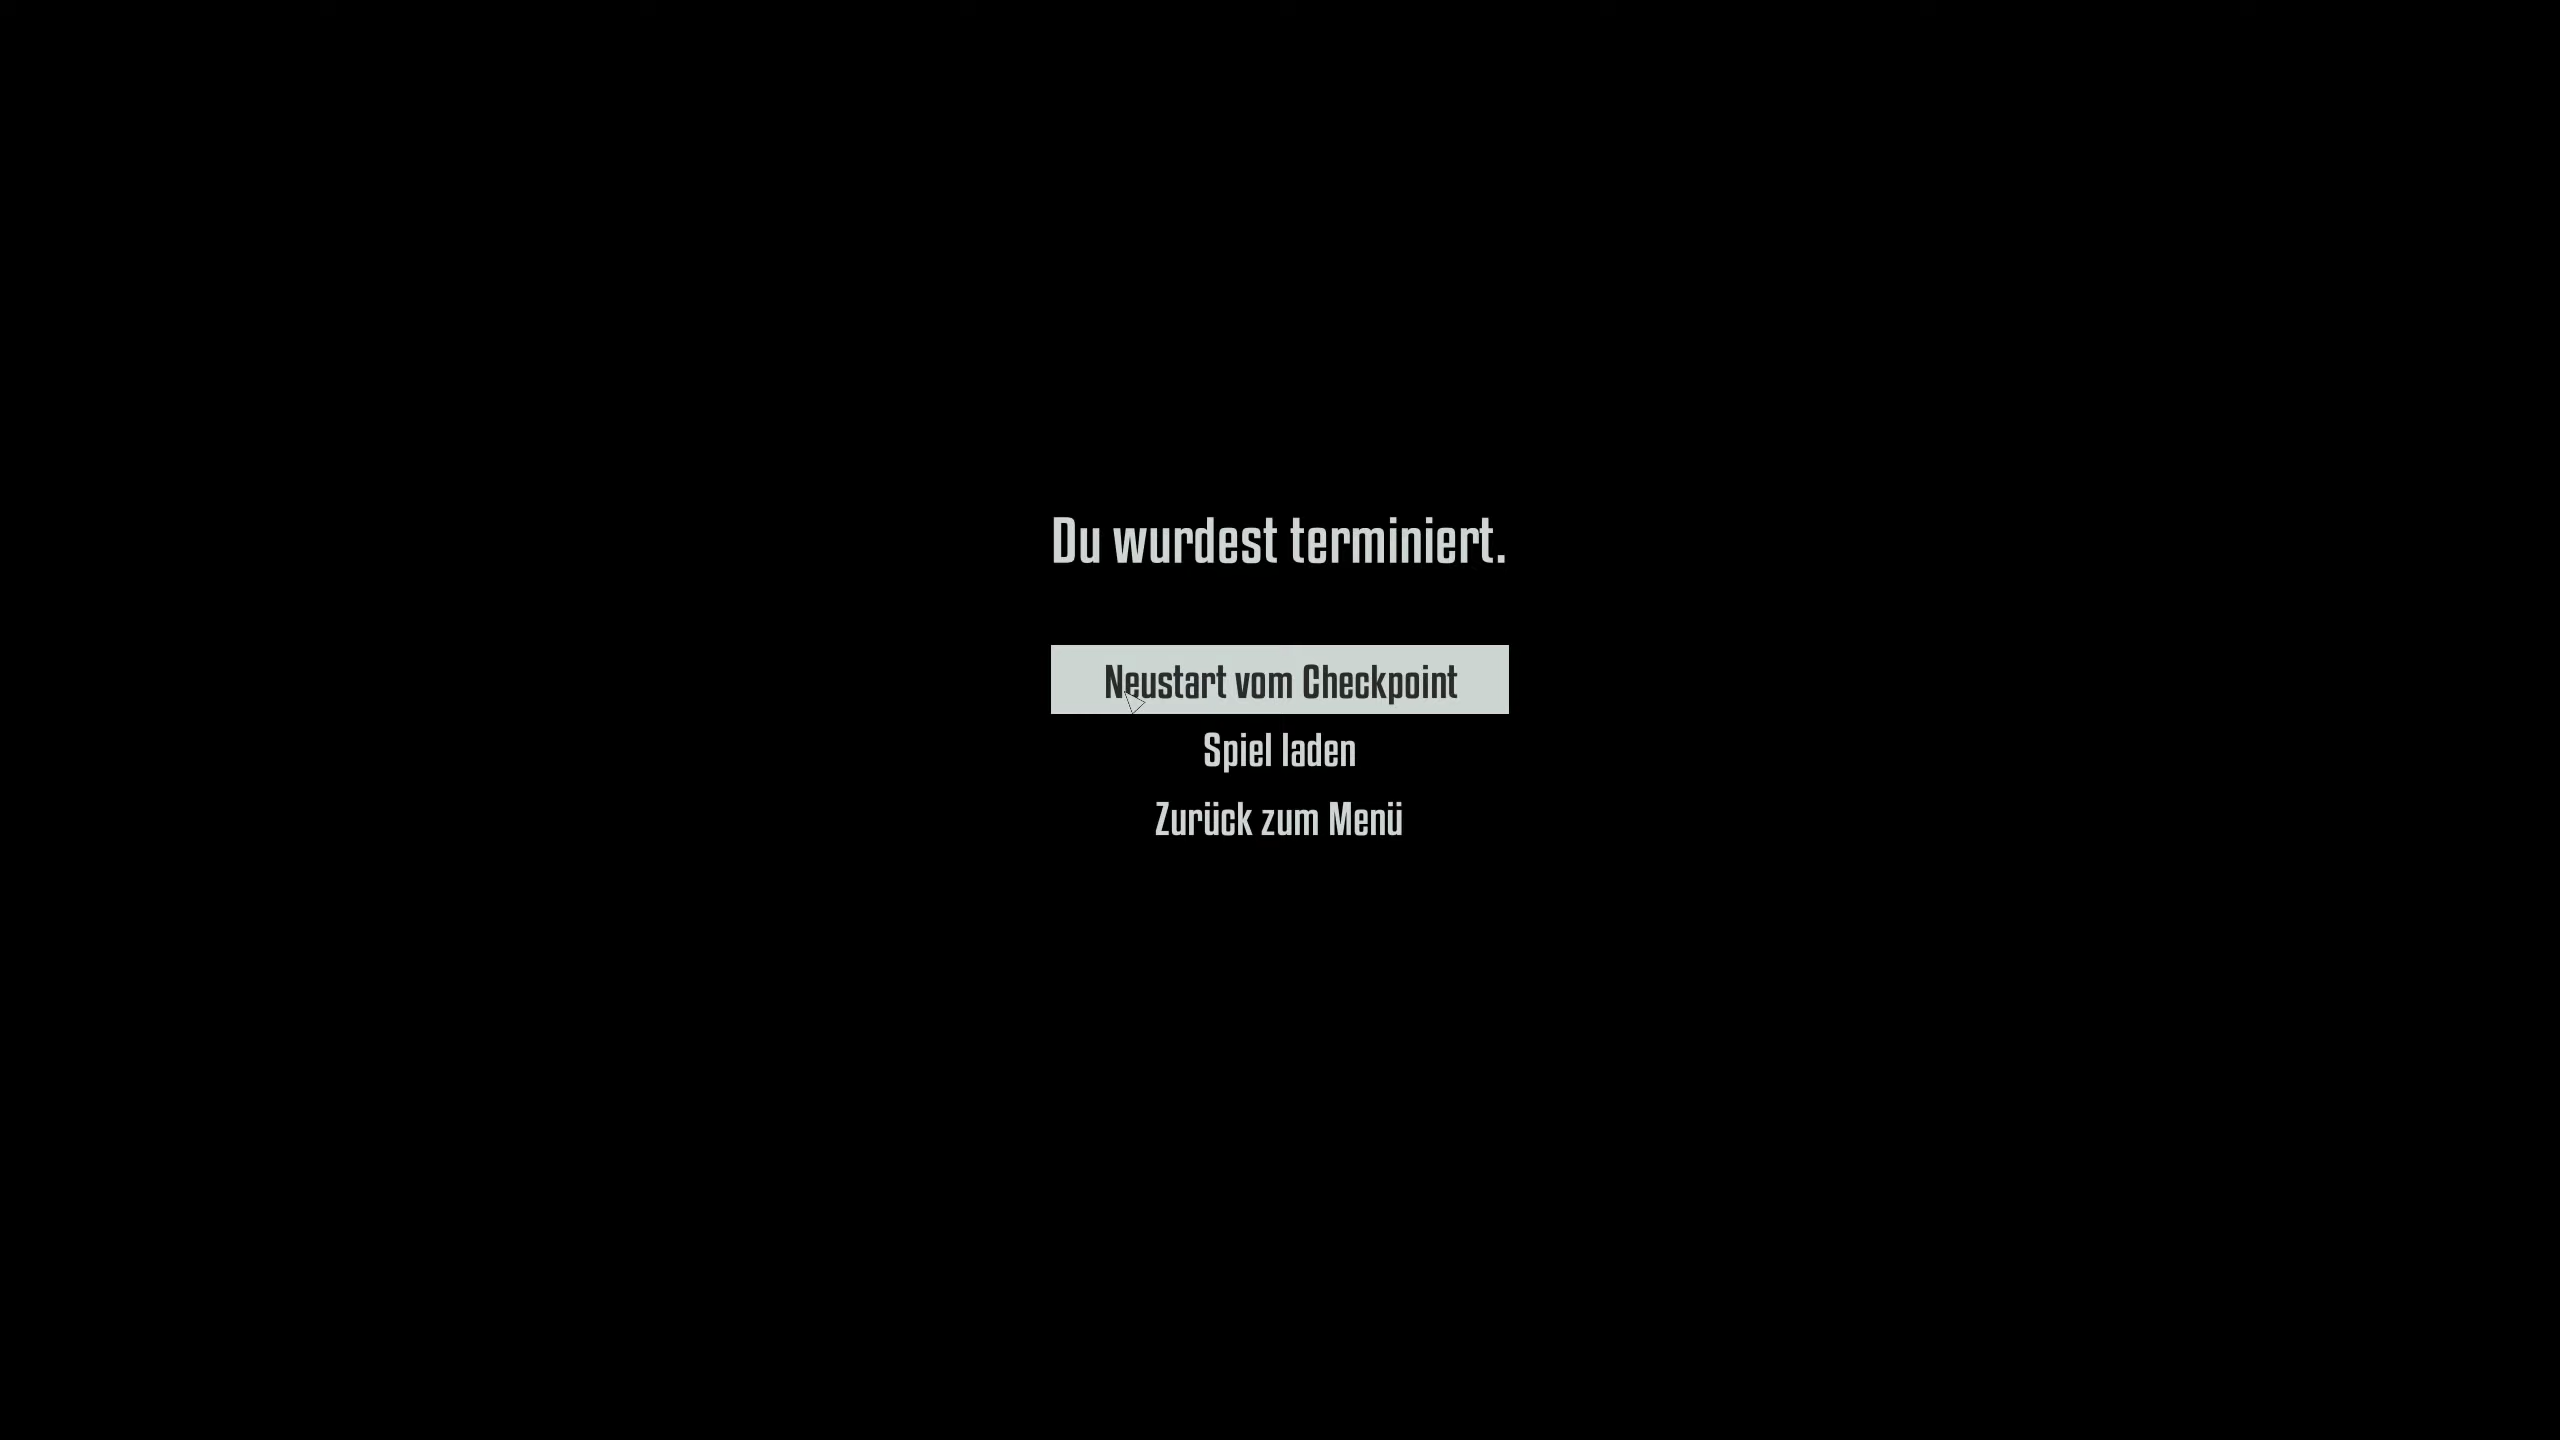 Du wurdest terminiert.
Neustart vom Checkpoint
Spiel laden
Zurück zum Menü